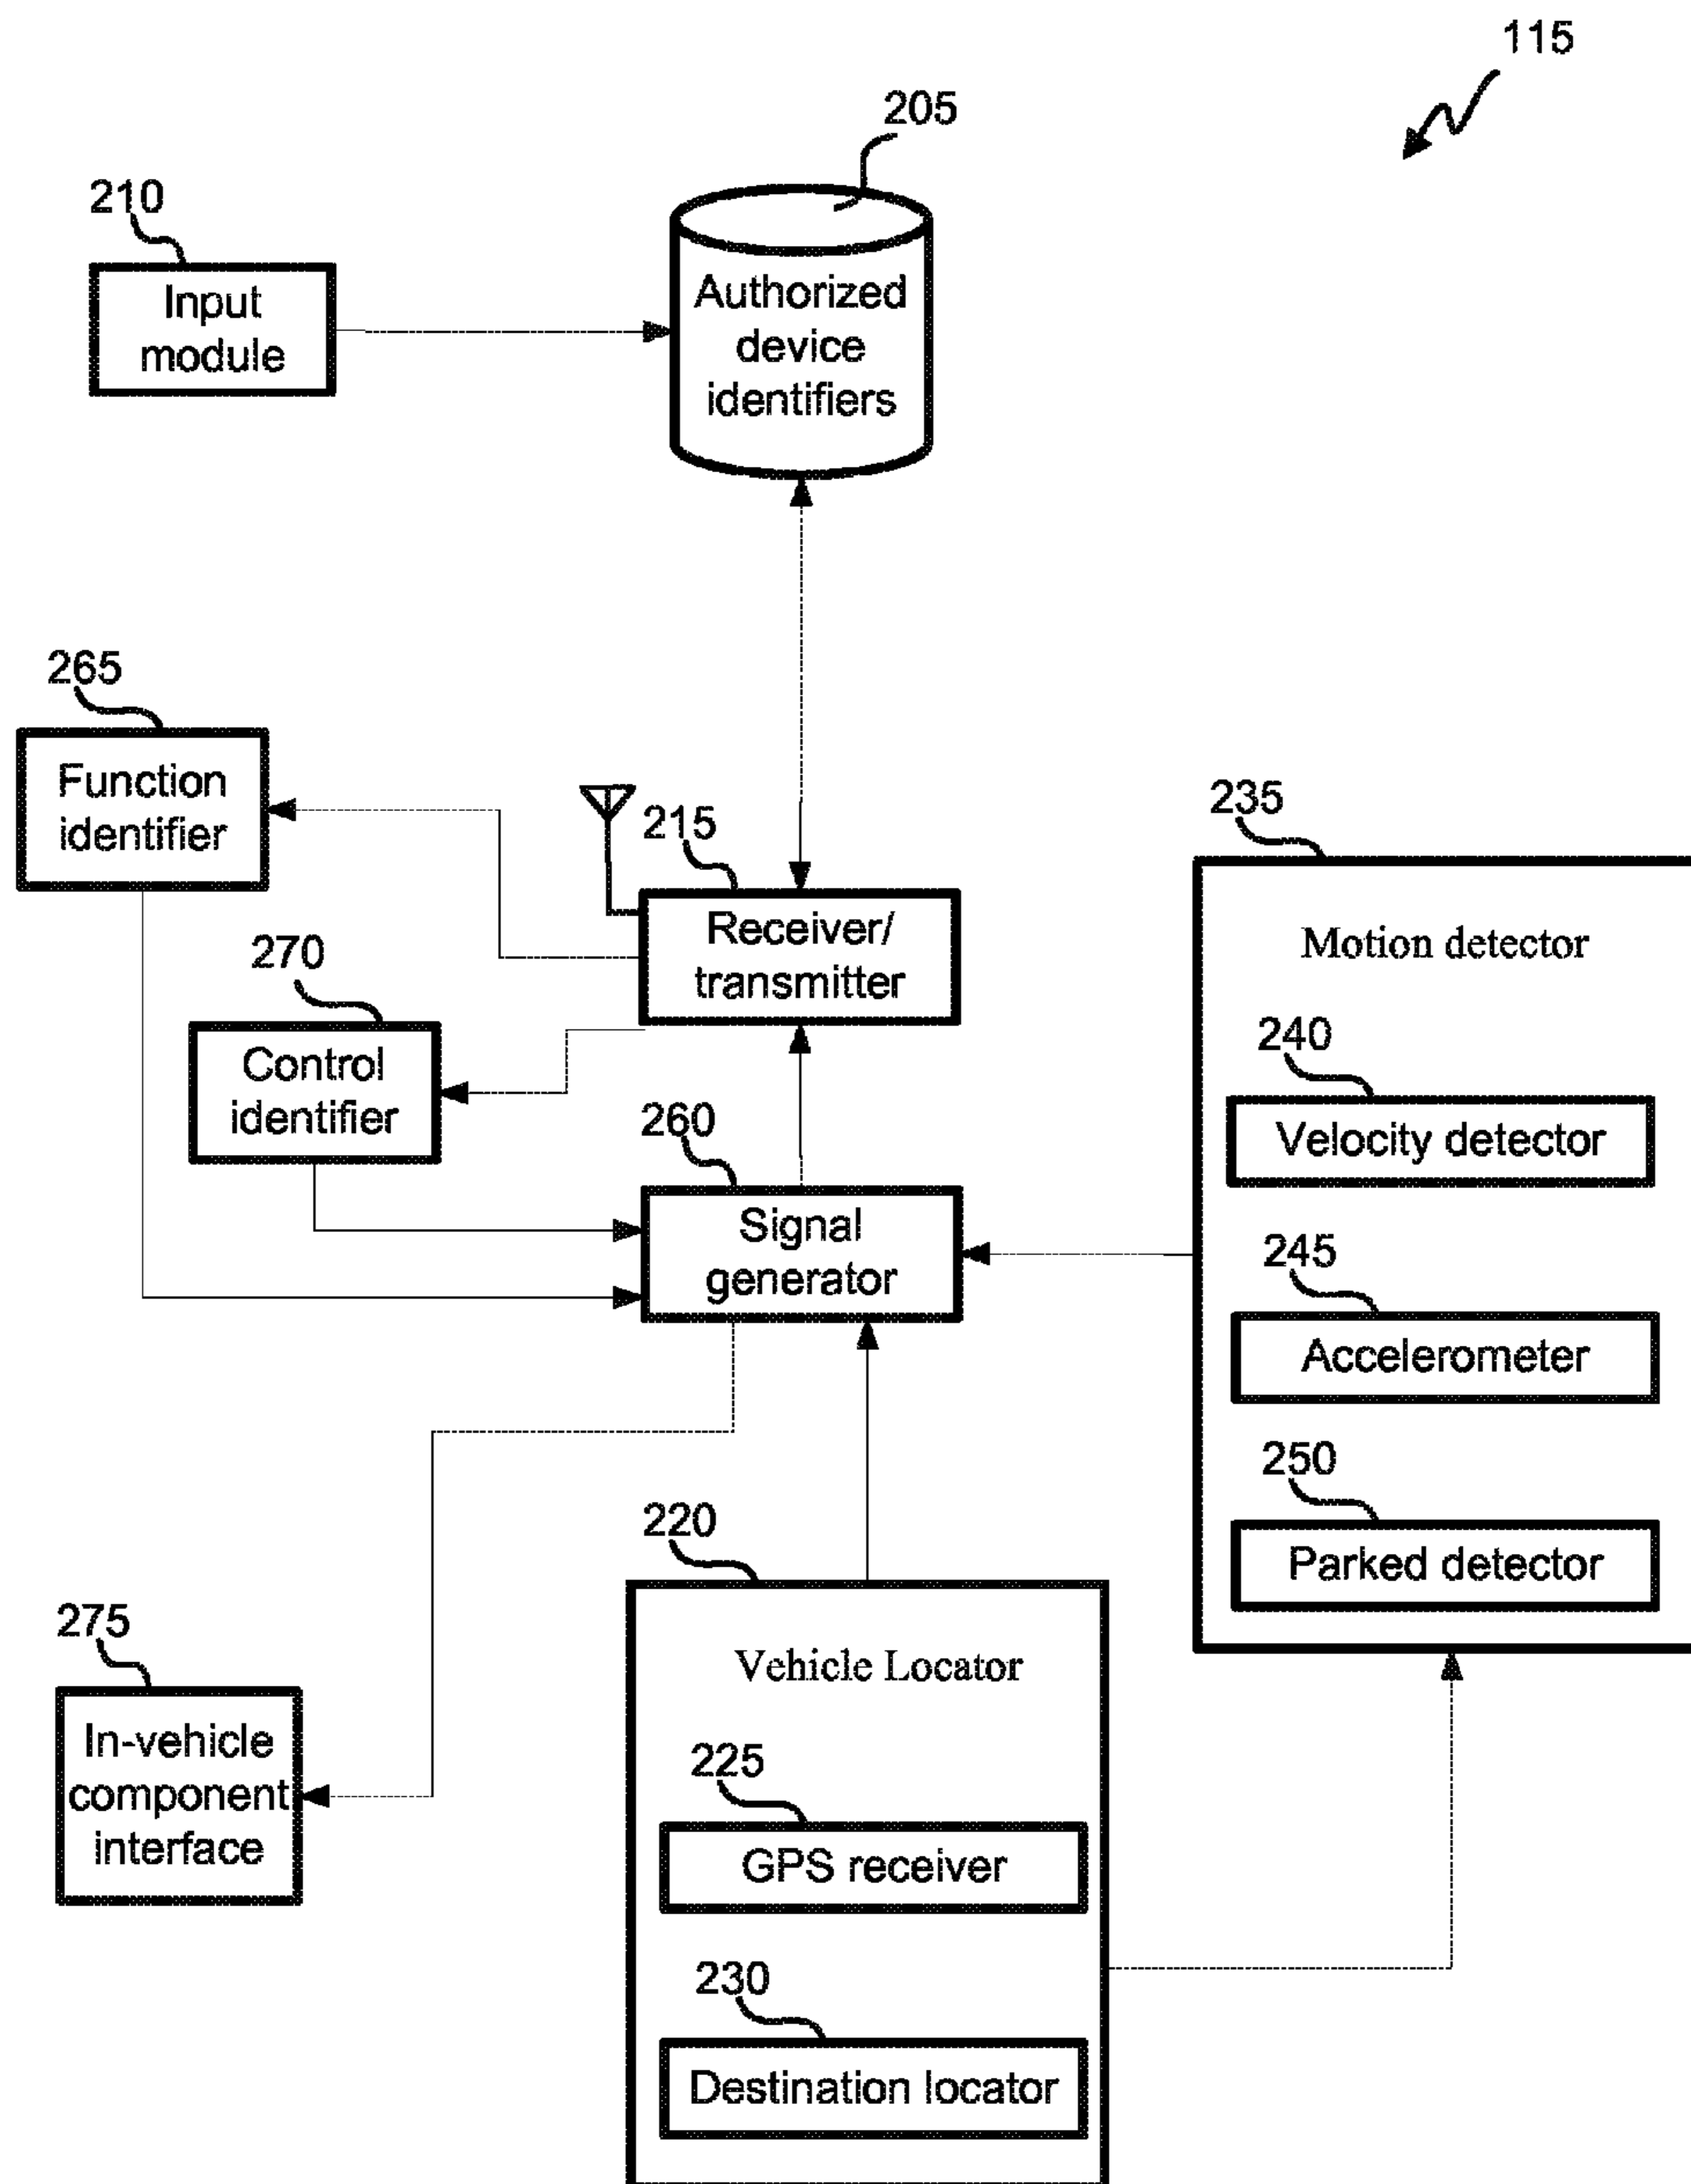 115
205
210
Input
module
Authorized
device
identifiers
265
Function
identifier
215
Receiver/
transmitter
235
Motion detector
270
Control
identifier
240
Velocity detector
260
Signal
generator
245
Accelerometer
250
Parked detector
220
Vehicle Locator
275
In-vehicle
component
interface
225
GPS receiver
230
Destination locator